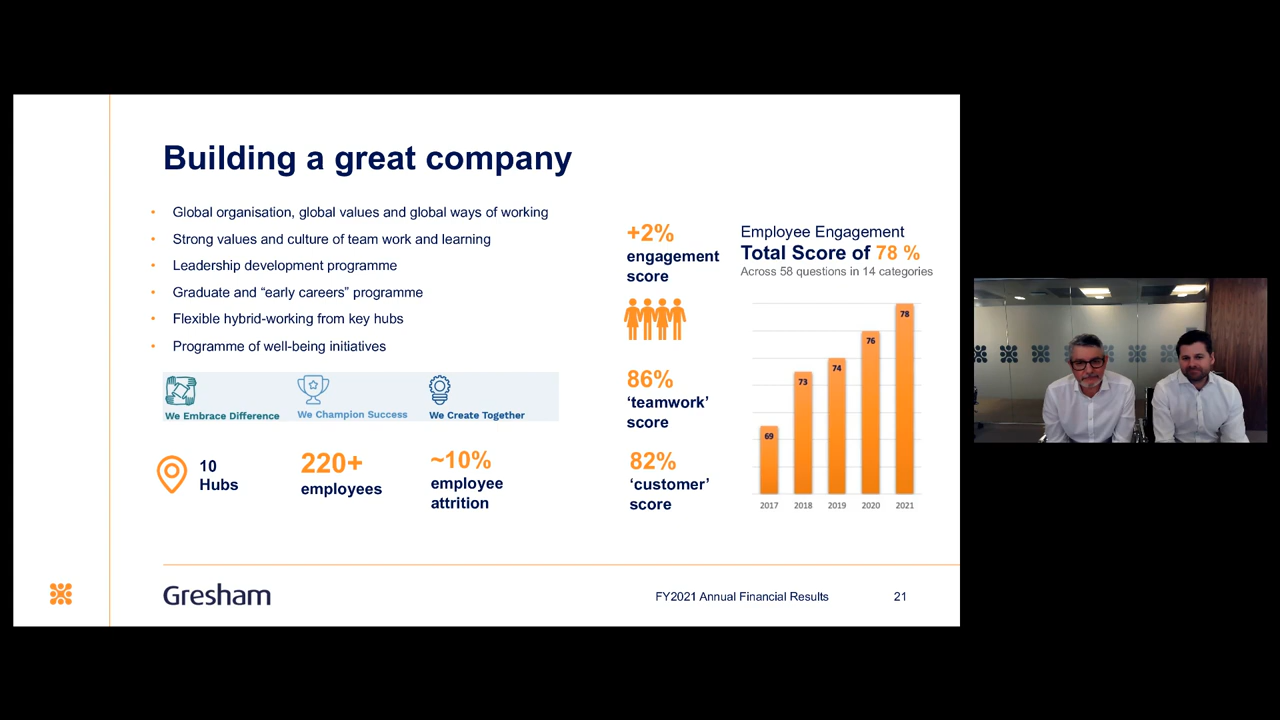 Building a great company
• Global organisation, global values and global ways of working
• Strong values and culture of team work and learning
• Leadership development programme
• Graduate and “early careers” programme
• Flexible hybrid-working from key hubs
• Programme of well-being initiatives
We Embrace Difference
We Champion Success
We Create Together
10
Hubs
220+
employees
~10%
employee
attrition
+2%
engagement
score
86%
‘teamwork’
score
82%
‘customer’
score
Employee Engagement
Total Score of 78 %
Across 58 questions in 14 categories
69
73
74
76
78
2017
2018
2019
2020
2021
Gresham
FY2021 Annual Financial Results
21